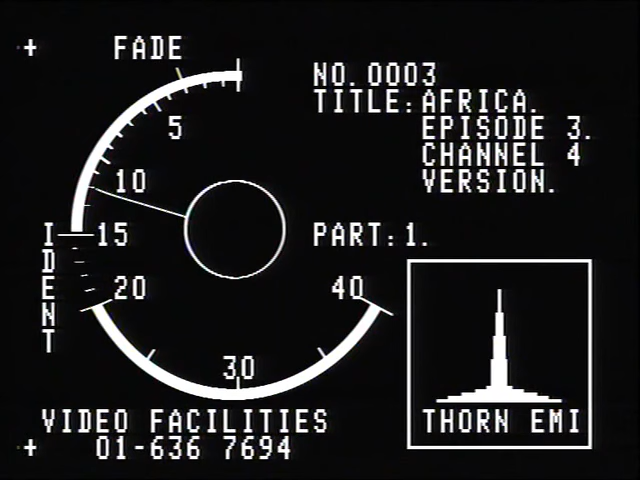 FADE
NO.0003
TITLE:AFRICA.
EPISODE 3.
CHANNEL 4
VERSION.
5
10
15
20
30
40
IDENT
PART:1.
THORN EMI
VIDEO FACILITIES
01-636 7694